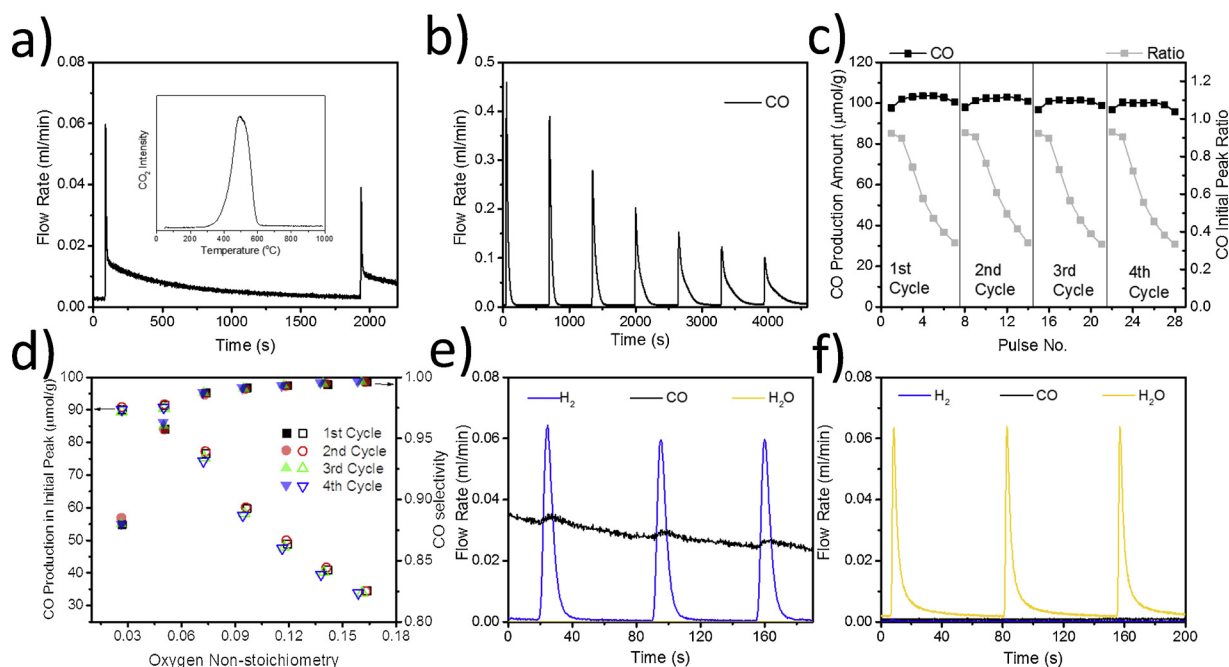 a)
0.08
0.06
0.04
0.02
0.00
Flow Rate (ml/min)
CO₂ Intensity
0 200 400 600 800 1000
Temperature (°C)
0 500 1000 1500 2000
Time (s)
b)
CO
0.5
0.4
0.3
0.2
0.1
0.0
Flow Rate (ml/min)
0 1000 2000 3000 4000
Time (s)
c)
CO Ratio
120
100
80
60
40
20
0
CO Production Amount (μmol/g)
1.2
1.0
0.8
0.6
0.4
0.2
0.0
CO Initial Peak Ratio
1st Cycle
2nd Cycle
3rd Cycle
4th Cycle
0 4 8 12 16 20 24 28
Pulse No.
d)
100
90
80
70
60
50
40
30
CO Production in Initial Peak (μmol/g)
1.00
0.95
0.90
0.85
0.80
CO selectivity
1st Cycle
2nd Cycle
3rd Cycle
4th Cycle
0.03 0.06 0.09 0.12 0.15 0.18
Oxygen Non-stoichiometry
e)
H₂ CO H₂O
0.08
0.06
0.04
0.02
0.00
Flow Rate (ml/min)
0 40 80 120 160
Time (s)
f)
H₂ CO H₂O
0.08
0.06
0.04
0.02
0.00
Flow Rate (ml/min)
0 40 80 120 160 200
Time (s)